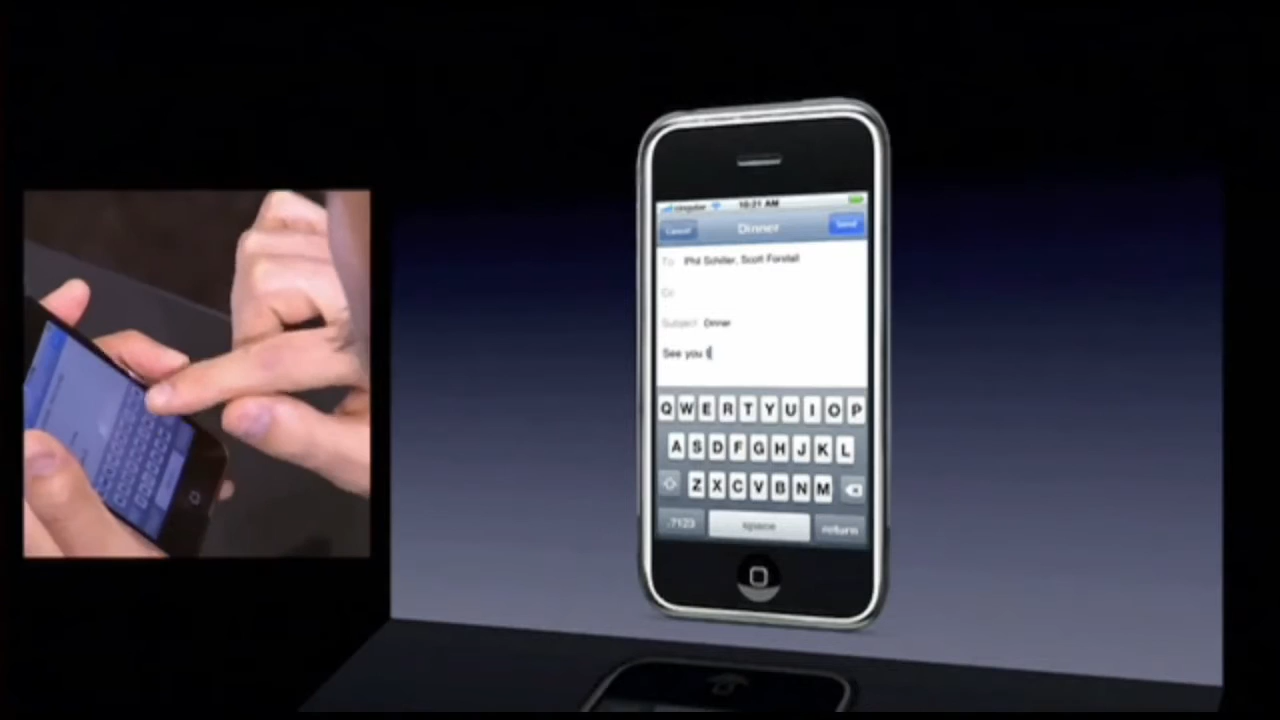 cingular 10:21 AM
Cancel Dinner Send
To: Phil Schiller, Scott Forstall
Cc:
Subject: Dinner
See you t
Q W E R T Y U I O P
A S D F G H J K L
Z X C V B N M
.?123 space return